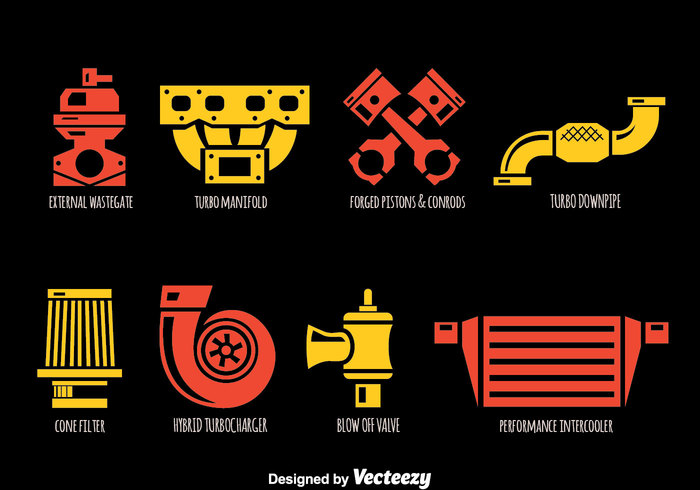 EXTERNAL WASTEGATE
TURBO MANIFOLD
FORGED PISTONS & CONRODS
TURBO DOWNPIPE
CONE FILTER
HYBRID TURBOCHARGER
BLOW OFF VALVE
PERFORMANCE INTERCOOLER
Designed by Vecteezy